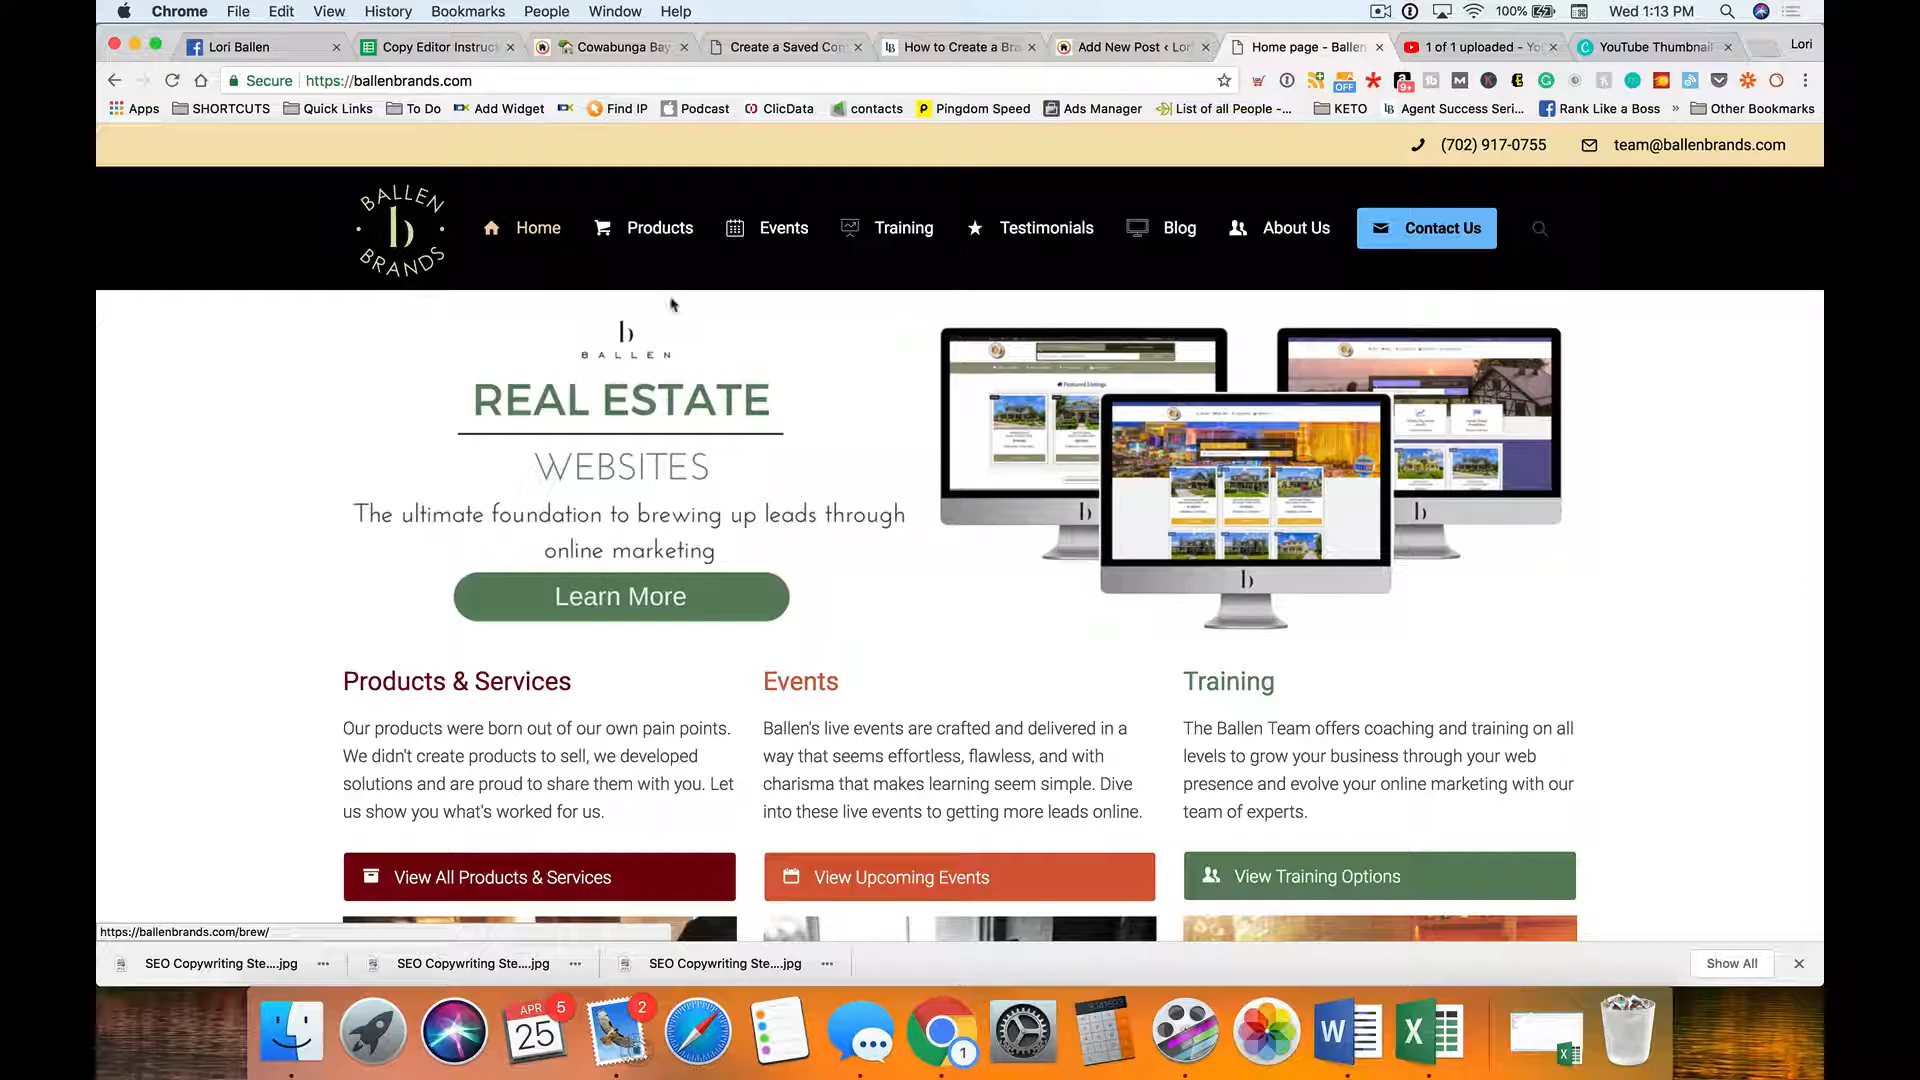 Chrome File Edit View History Bookmarks People Window Help 100% Wed 1:13 PM
Lori Ballen Copy Editor Instruc Cowabunga Bay Create a Saved Con How to Create a Bra Add New Post ‹ Lor Home page - Ballen 1 of 1 uploaded - Yo YouTube Thumbnail Lori
Secure https://ballenbrands.com OFF 9+
Apps SHORTCUTS Quick Links To Do Add Widget Find IP Podcast ClicData contacts Pingdom Speed Ads Manager List of all People -... KETO Agent Success Seri... Rank Like a Boss » Other Bookmarks
(702) 917-0755 team@ballenbrands.com
BALLEN
b
BRANDS
Home Products Events Training Testimonials Blog About Us Contact Us
b
BALLEN
REAL ESTATE
WEBSITES
The ultimate foundation to brewing up leads through
online marketing
Learn More
Featured Listings
b b
b
Products & Services
Our products were born out of our own pain points.
We didn't create products to sell, we developed
solutions and are proud to share them with you. Let
us show you what's worked for us.
View All Products & Services
Events
Ballen's live events are crafted and delivered in a
way that seems effortless, flawless, and with
charisma that makes learning seem simple. Dive
into these live events to getting more leads online.
View Upcoming Events
Training
The Ballen Team offers coaching and training on all
levels to grow your business through your web
presence and evolve your online marketing with our
team of experts.
View Training Options
https://ballenbrands.com/brew/
SEO Copywriting Ste....jpg SEO Copywriting Ste....jpg SEO Copywriting Ste....jpg Show All
APR 5 2
25 1 W X